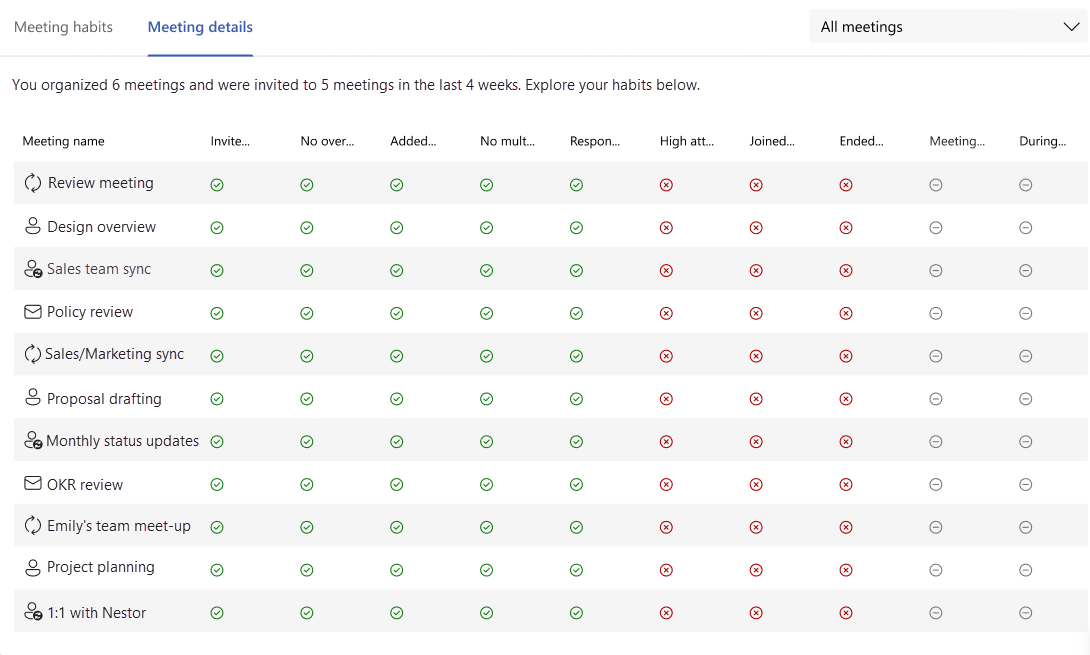 Meeting habits Meeting details All meetings
You organized 6 meetings and were invited to 5 meetings in the last 4 weeks. Explore your habits below.
Meeting name Invite... No over... Added... No mult... Respon... High att... Joined... Ended... Meeting... During...
Review meeting
Design overview
Sales team sync
Policy review
Sales/Marketing sync
Proposal drafting
Monthly status updates
OKR review
Emily's team meet-up
Project planning
1:1 with Nestor